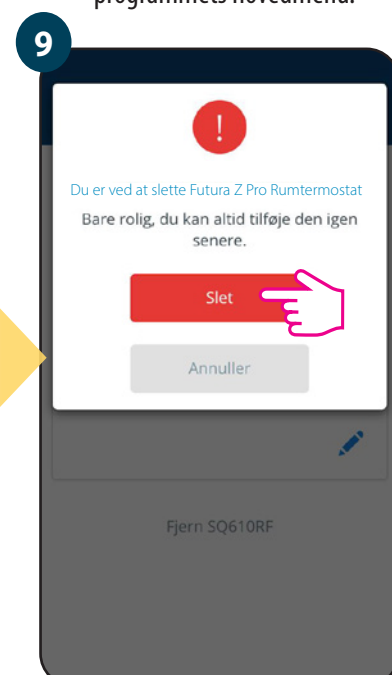 programmets hovedmenu.
9
!
Du er ved at slette Futura Z Pro Rumtermostat
Bare rolig, du kan altid tilføje den igen
senere.
Slet
Annuller
Fjern SQ610RF